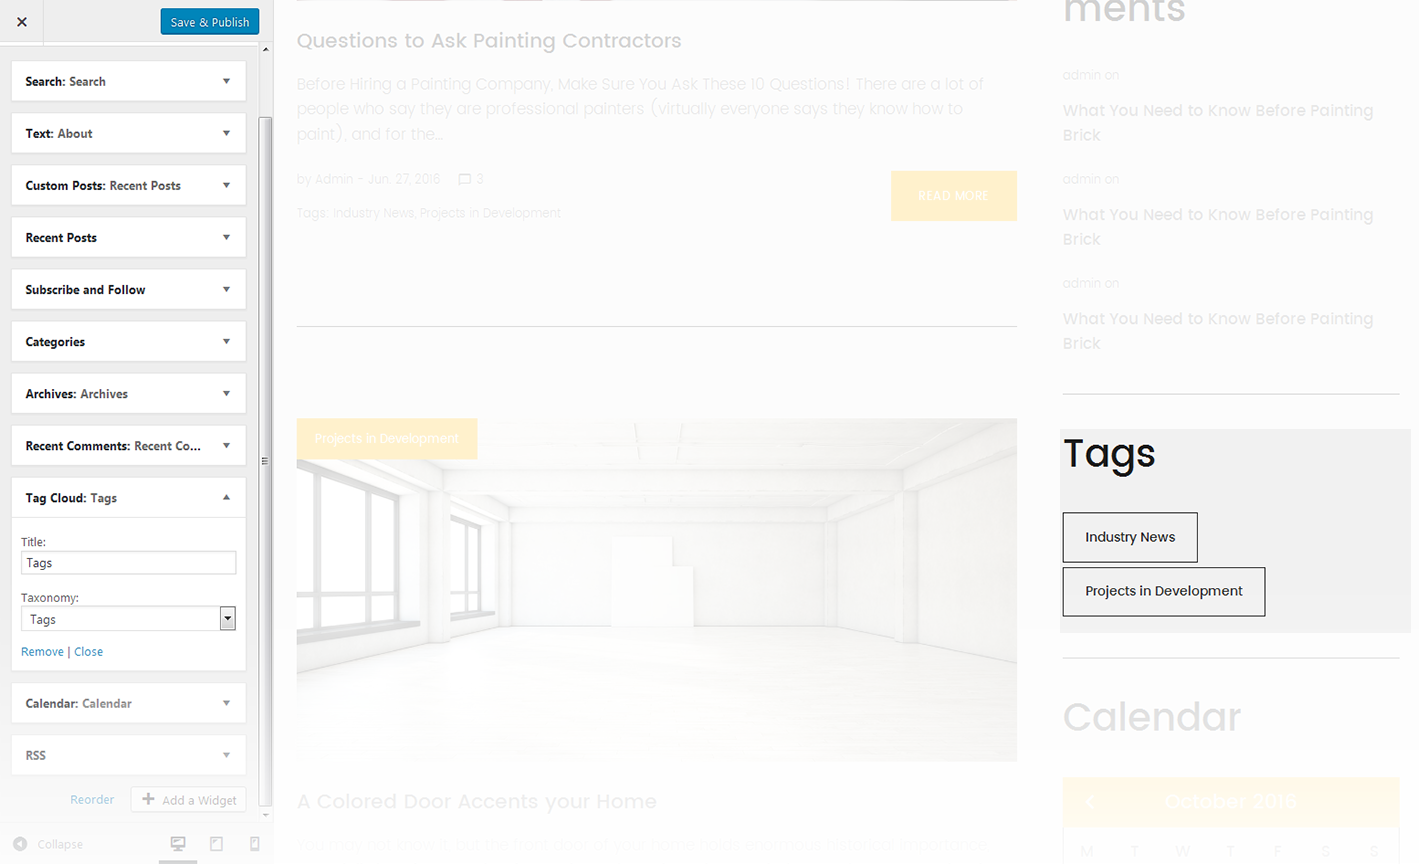 Save & Publish
Search: Search
Text: About
Custom Posts: Recent Posts
Recent Posts
Subscribe and Follow
Categories
Archives: Archives
Recent Comments: Recent Co...
Tag Cloud: Tags
Title:
Tags
Taxonomy:
Tags
Remove | Close
Calendar: Calendar
RSS
Reorder
Add a Widget
Collapse
Questions to Ask Painting Contractors
Before Hiring a Painting Company, Make Sure You Ask These 10 Questions! There are a lot of
people who say they are professional painters (virtually everyone says they know how to
paint), and for the...
by Admin - Jun, 27, 2016 3
Tags: Industry News, Projects in Development
READ MORE
Projects in Development
A Colored Door Accents your Home
ments
admin on
What You Need to Know Before Painting
Brick
admin on
What You Need to Know Before Painting
Brick
admin on
What You Need to Know Before Painting
Brick
Tags
Industry News
Projects in Development
Calendar
October 2016
M T W T F S S